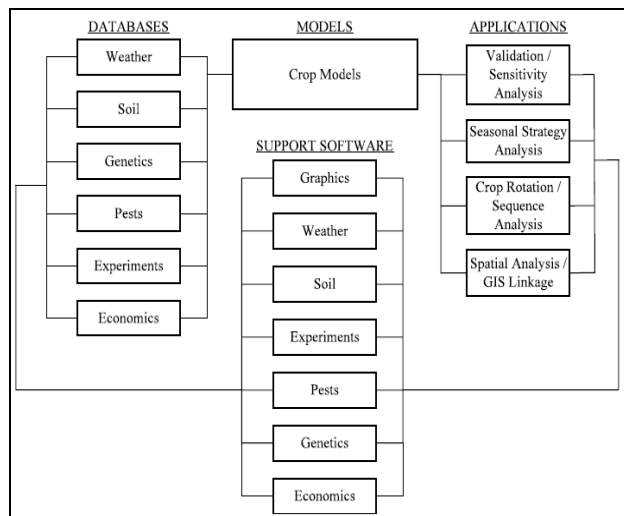 DATABASES
Weather
Soil
Genetics
Pests
Experiments
Economics
MODELS
Crop Models
SUPPORT SOFTWARE
Graphics
Weather
Soil
Experiments
Pests
Genetics
Economics
APPLICATIONS
Validation /
Sensitivity
Analysis
Seasonal Strategy
Analysis
Crop Rotation /
Sequence
Analysis
Spatial Analysis /
GIS Linkage